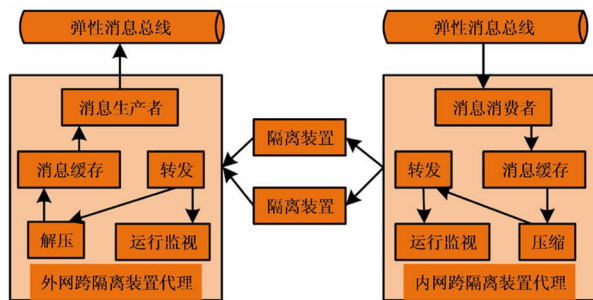 弹性消息总线
弹性消息总线
消息生产者
消息消费者
隔离装置
消息缓存
转发
转发
消息缓存
隔离装置
解压
运行监视
运行监视
压缩
外网跨隔离装置代理
内网跨隔离装置代理